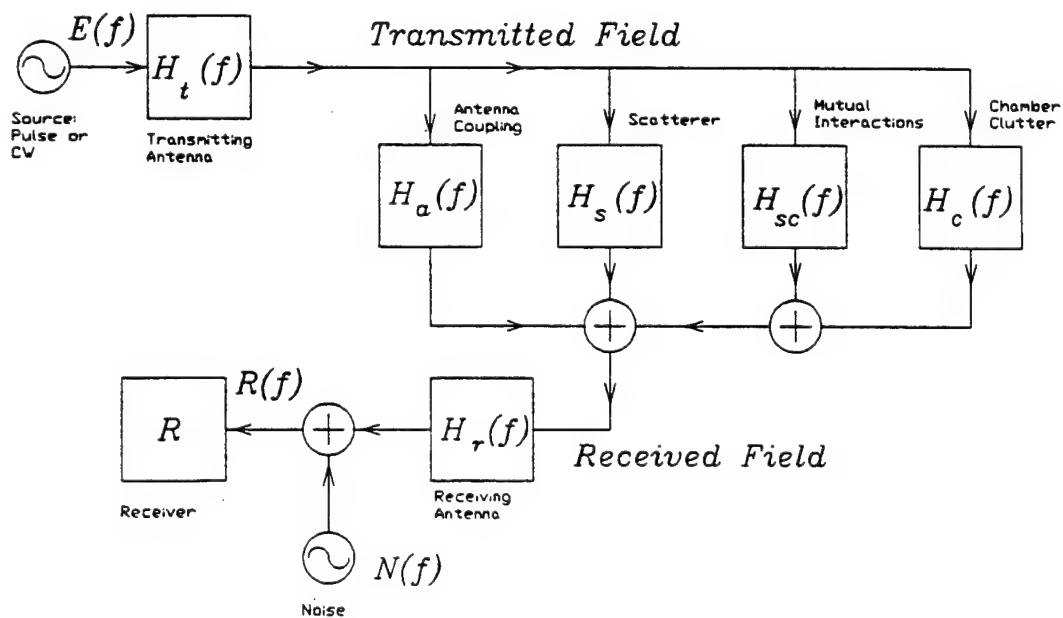 E(f)
H_t(f)
Transmitted Field
Source:
Pulse or
CW
Transmitting
Antenna
Antenna
Coupling
Scatterer
Mutual
Interactions
Chamber
Clutter
H_a(f)
H_s(f)
H_sc(f)
H_c(f)
+
+
R
R(f)
+
H_r(f)
Received Field
Receiver
Receiving
Antenna
N(f)
Noise